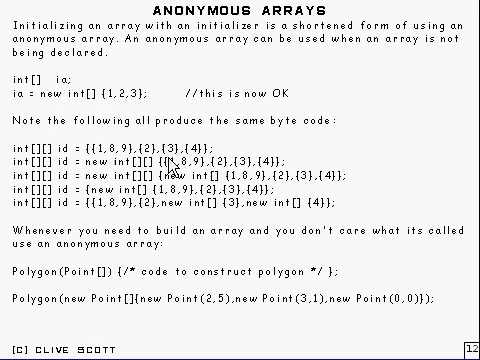 ANONYMOUS ARRAYS
Initializing an array with an initializer is a shortened form of using an
anonymous array. An anonymous array can be used when an array is not
being declared.
int[] ia;
ia = new int[] {1,2,3}; //this is now OK
Note the following all produce the same byte code:
int[][] id = {{1,8,9},{2},{3},{4}};
int[][] id = new int[][] {{1,8,9},{2},{3},{4}};
int[][] id = new int[][] {new int[] {1,8,9},{2},{3},{4}};
int[][] id = {new int[] {1,8,9},{2},{3},{4}};
int[][] id = {{1,8,9},{2},new int[] {3},new int[] {4}};
Whenever you need to build an array and you don't care what its called
use an anonymous array:
Polygon(Point[]) {/* code to construct polygon */ };
Polygon(new Point[]{new Point(2,5),new Point(3,1),new Point(0,0)});
(C) CLIVE SCOTT
12